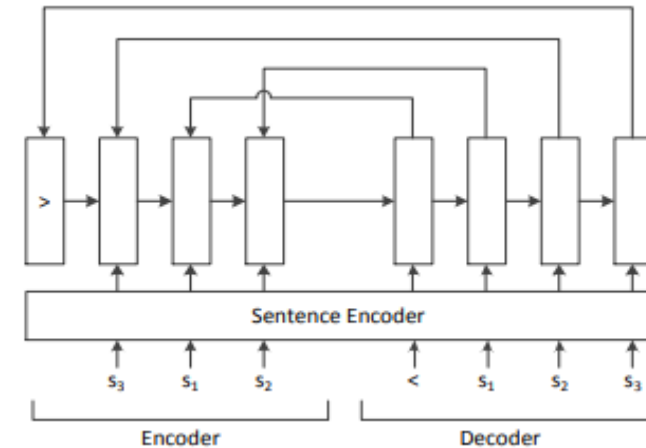 >
Sentence Encoder
s₃ s₁ s₂ < s₁ s₂ s₃
Encoder Decoder